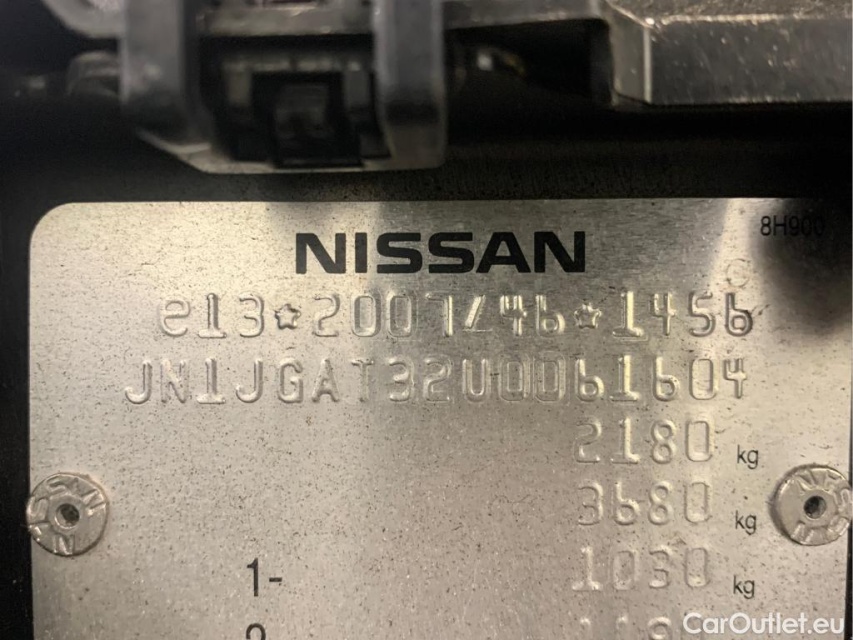 8H900
NISSAN
e13*2007/46*1456
JN1JGAT32U0061604
2180 kg
3680 kg
1- 1030 kg
CarOutlet.eu